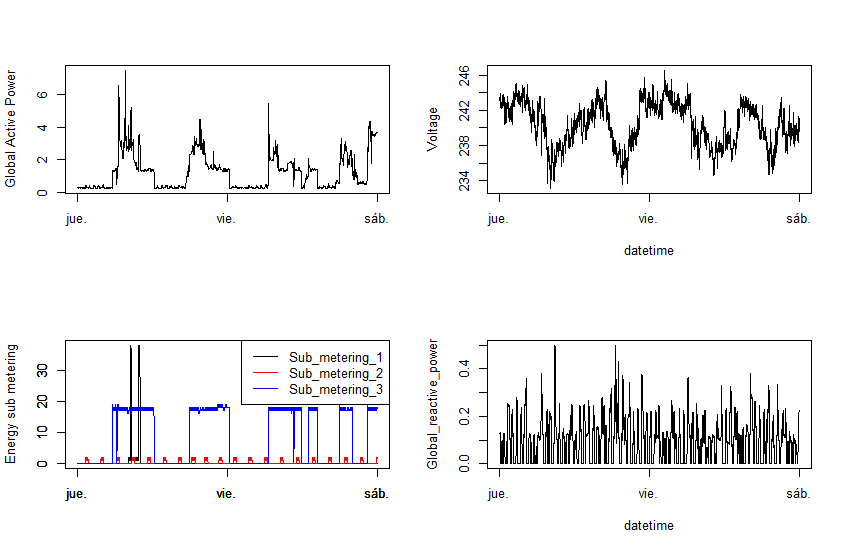 Global Active Power
0 2 4 6
jue. vie. sáb.
Voltage
234 238 242 246
jue. vie. sáb.
datetime
Energy sub metering
0 10 20 30
Sub_metering_1
Sub_metering_2
Sub_metering_3
jue. vie. sáb.
Global_reactive_power
0.0 0.2 0.4
jue. vie. sáb.
datetime